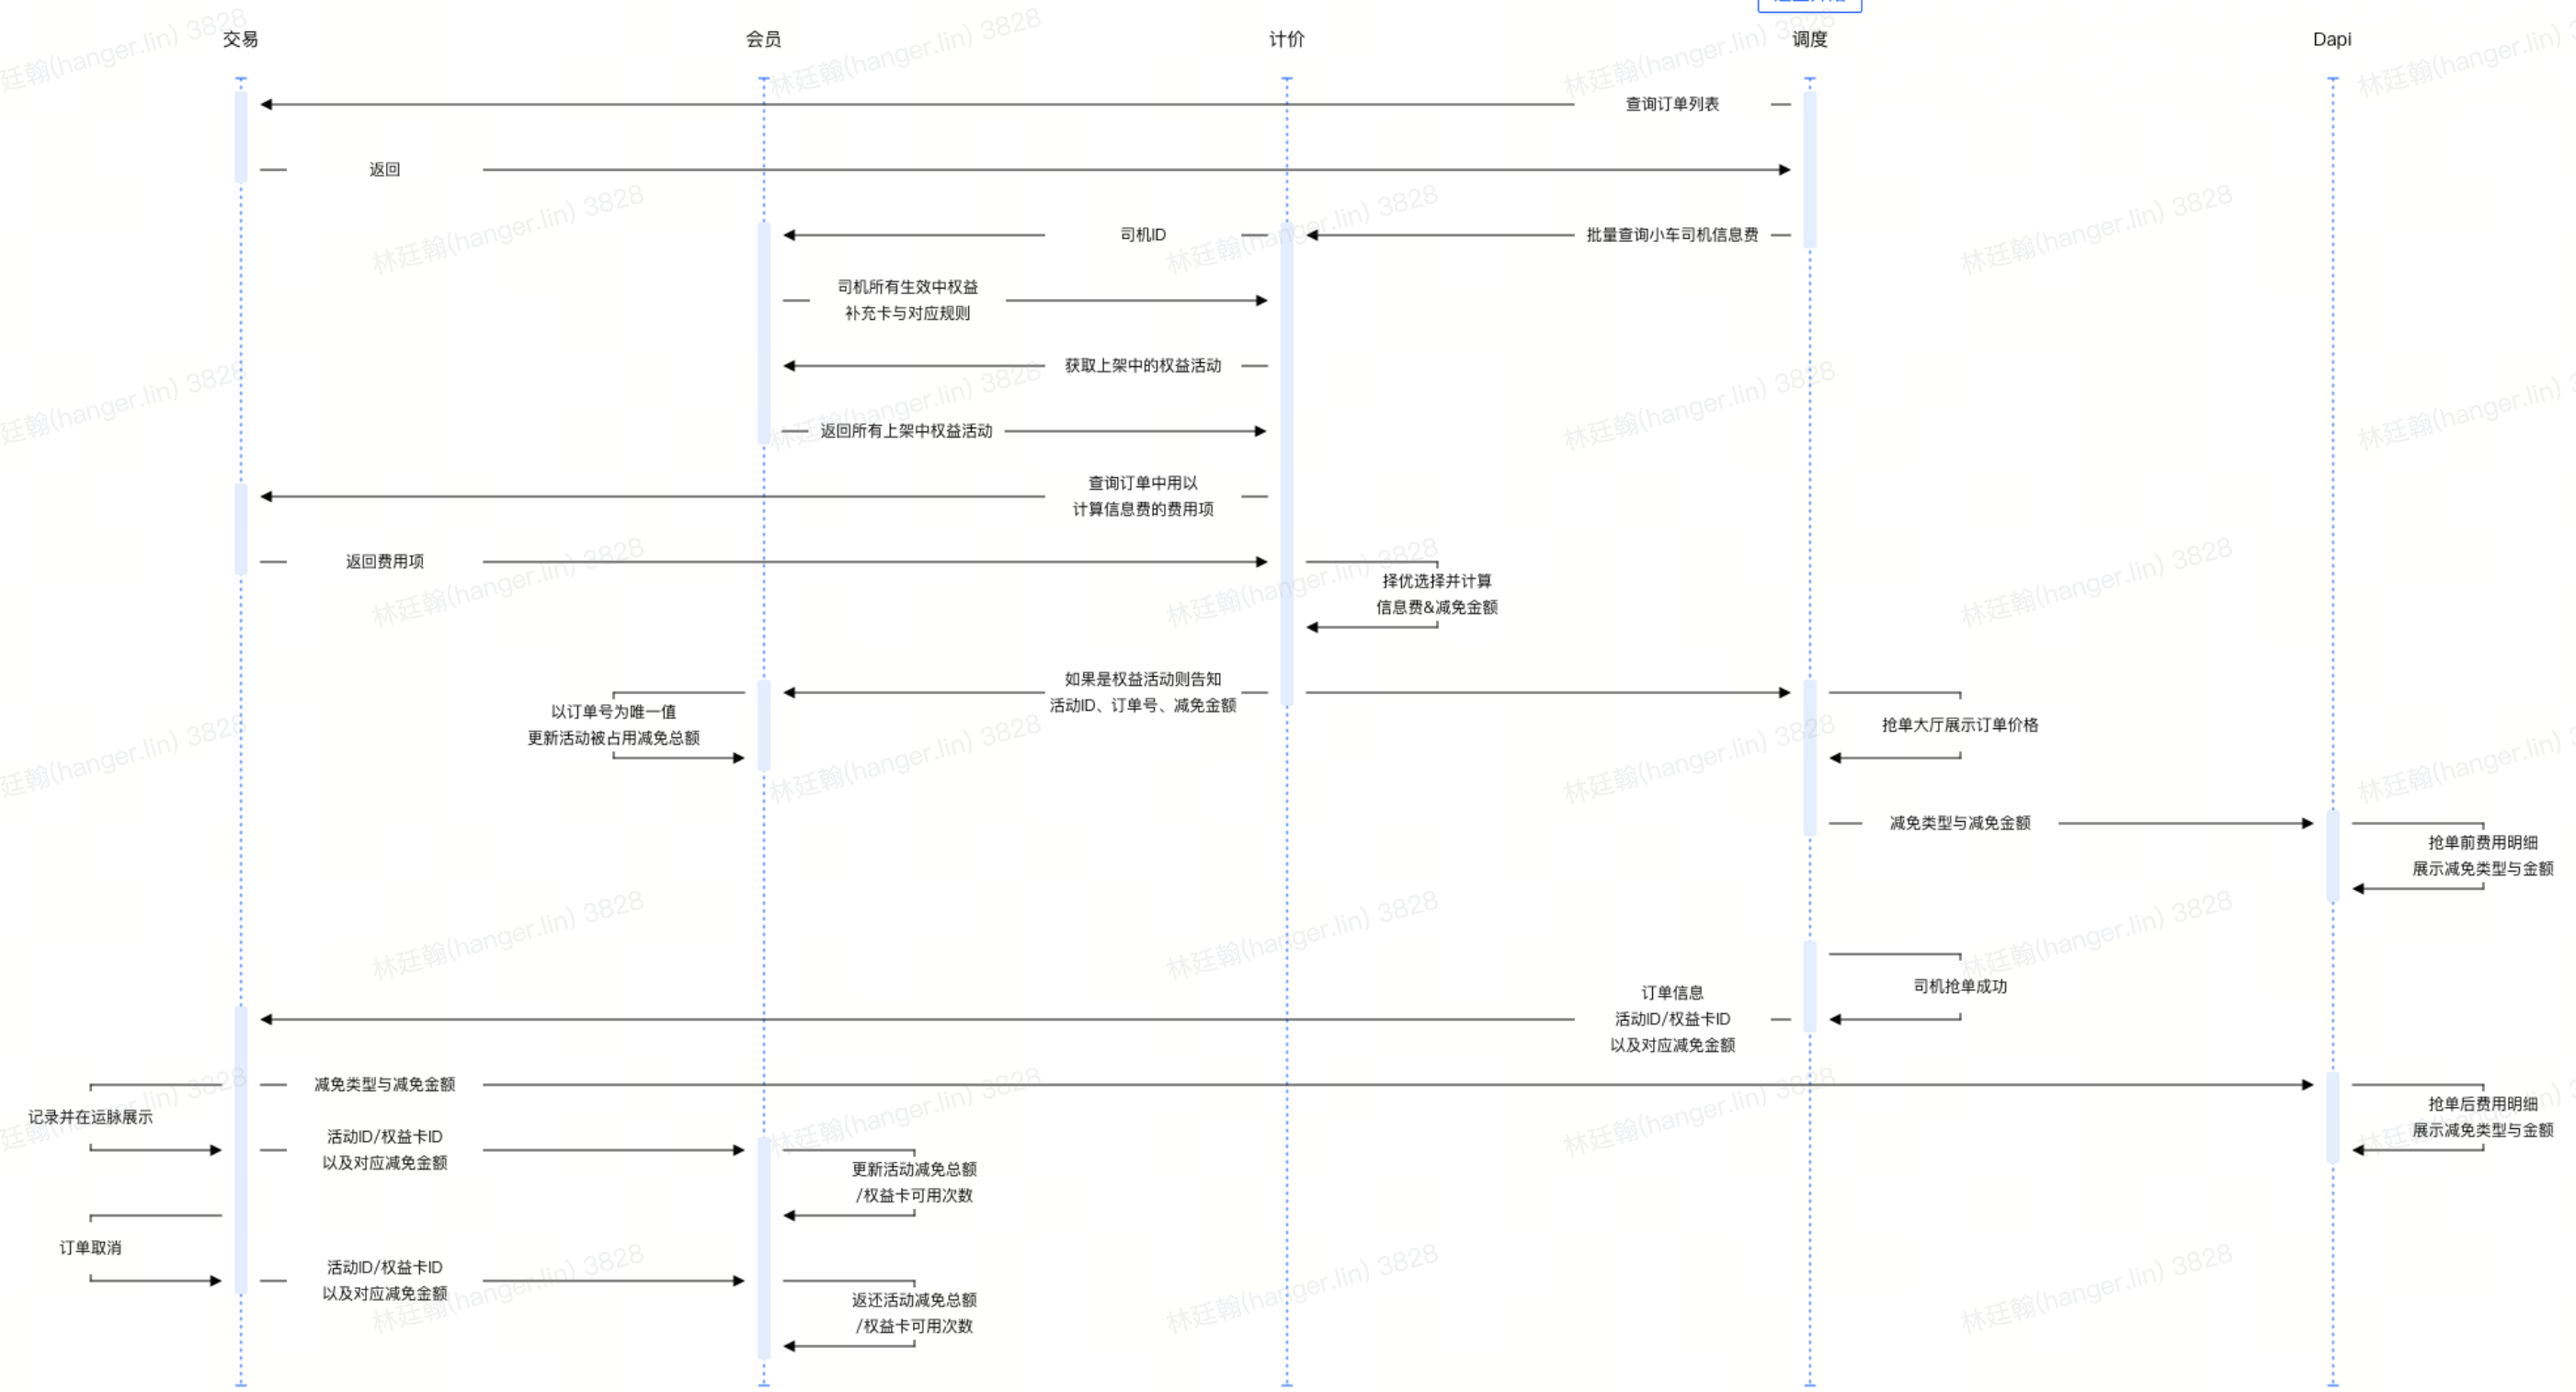 交易
会员
计价
调度
Dapi
查询订单列表
返回
司机ID
批量查询小车司机信息费
司机所有生效中权益
补充卡与对应规则
获取上架中的权益活动
返回所有上架中权益活动
查询订单中用以
计算信息费的费用项
返回费用项
择优选择并计算
信息费&减免金额
如果是权益活动则告知
活动ID、订单号、减免金额
以订单号为唯一值
更新活动被占用减免总额
抢单大厅展示订单价格
减免类型与减免金额
抢单前费用明细
展示减免类型与金额
司机抢单成功
订单信息
活动ID/权益卡ID
以及对应减免金额
减免类型与减免金额
记录并在运脉展示
抢单后费用明细
展示减免类型与金额
活动ID/权益卡ID
以及对应减免金额
更新活动减免总额
/权益卡可用次数
订单取消
活动ID/权益卡ID
以及对应减免金额
返还活动减免总额
/权益卡可用次数
林廷翰(hanger.lin) 3828